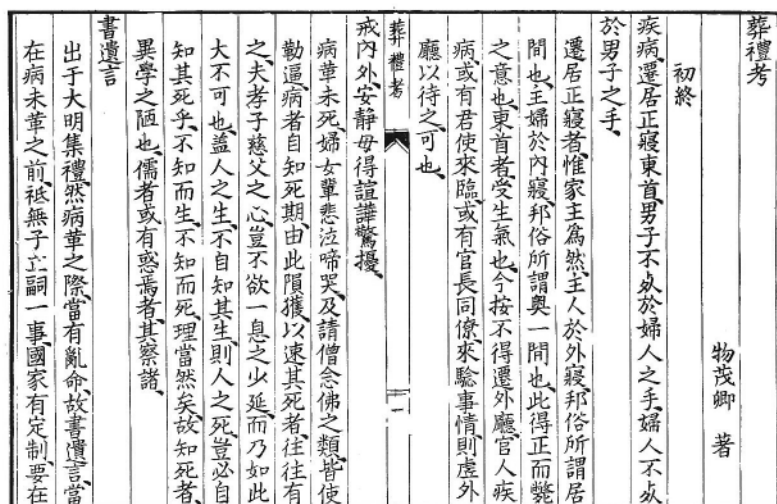 葬禮考
物茂卿 著
初終
疾病、遷居正寢東首、男子不㱙於婦人之手、婦人不㱙
於男子之手、
遷居正寢者、惟家主爲然、主人於外寢、邦俗所謂居
間也、主婦於內寢、邦俗所謂奧一間也、此得正而斃
之意也、東首者、受生氣也、今按不得遷外廳、官人疾
病、或有君使來臨、或有官長同僚、來驗事情、則虛外
廳以待之、可也、
葬禮考
一
戒內外安靜、毋得諠譁驚擾、
病革未死、婦女輩悲泣啼哭、及請僧念佛之類、皆使
勒逼病者自知死期、由此隕獲、以速其死者、往往有
之、夫孝子慈父之心、豈不欲一息之少延、而乃如此、
大不可也、盖人之生、不自知其生、則人之死、豈必自
知其死乎、不知而生、不知而死、理當然矣、故知死者、
異學之陋也、儒者或有惑焉者、其察諸、
書遺言
出于大明集禮、然病革之際、當有亂命、故書遺言、當
在病未革之前、祗無子立嗣一事、國家有定制、要在